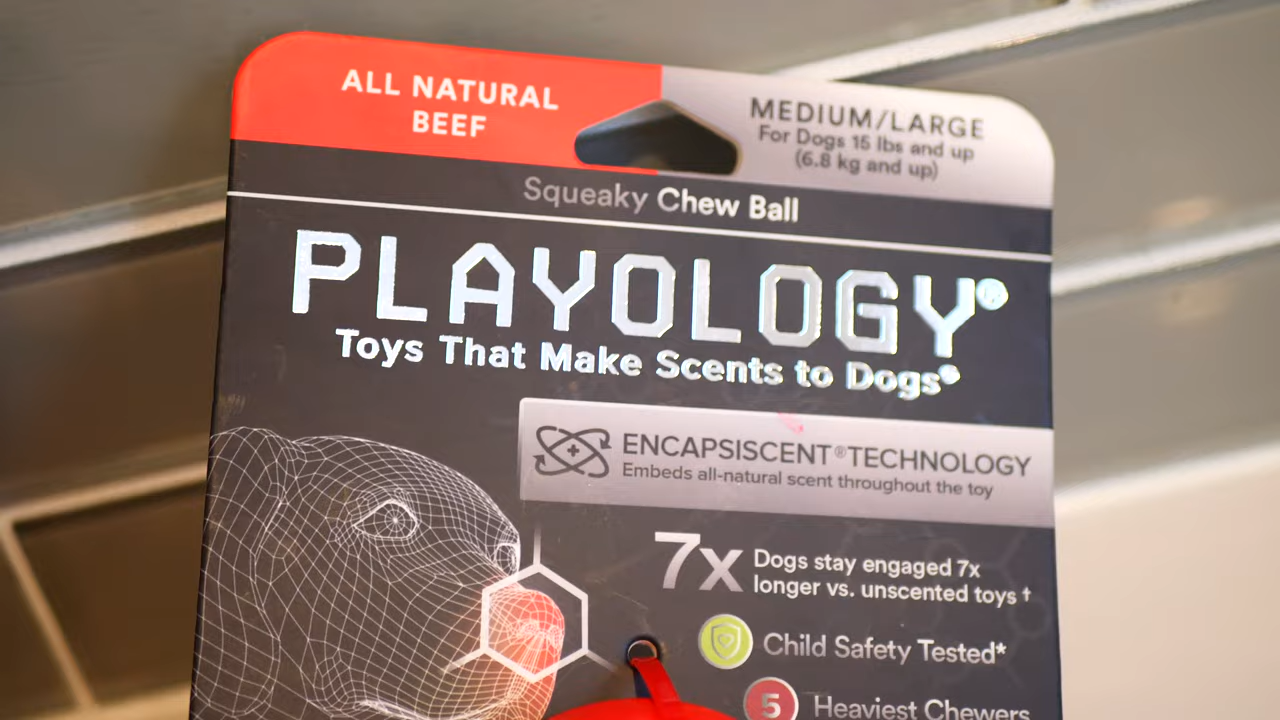 ALL NATURAL
BEEF
MEDIUM/LARGE
For Dogs 15 lbs and up
(6.8 kg and up)
Squeaky Chew Ball
PLAYOLOGY®
Toys That Make Scents to Dogs®
ENCAPSISCENT® TECHNOLOGY
Embeds all-natural scent throughout the toy
7x
Dogs stay engaged 7x
longer vs. unscented toys †
Child Safety Tested*
5
Heaviest Chewers